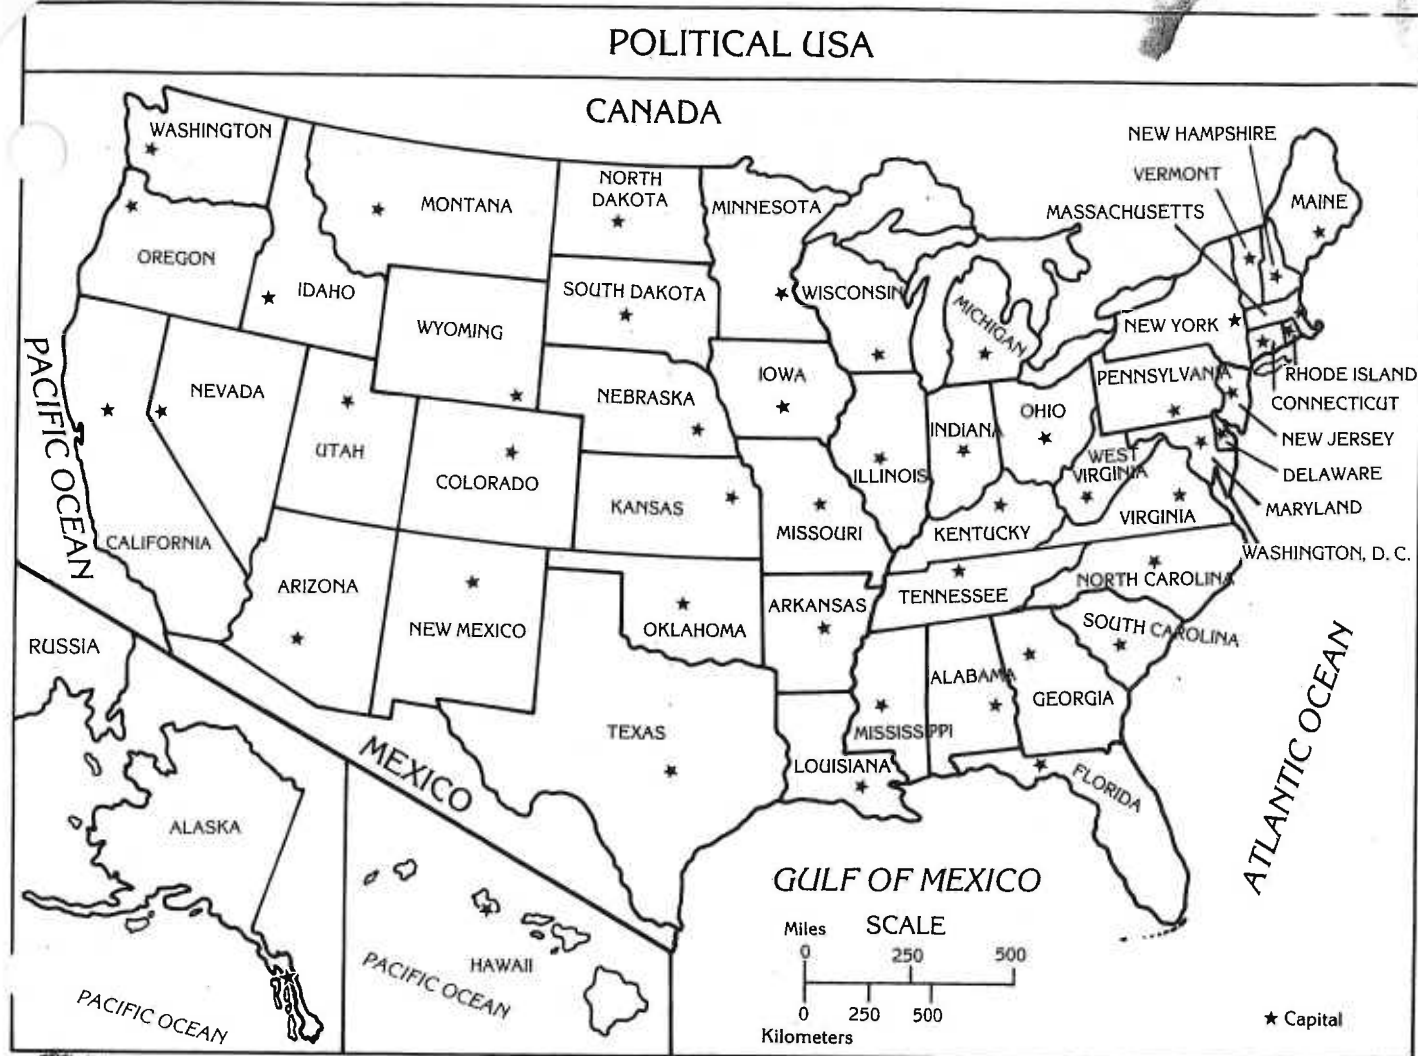 POLITICAL USA
CANADA
NEW HAMPSHIRE
VERMONT
MASSACHUSETTS
MAINE
WASHINGTON
MONTANA
NORTH
DAKOTA
MINNESOTA
OREGON
IDAHO
SOUTH DAKOTA
WISCONSIN
MICHIGAN
NEW YORK
WYOMING
IOWA
PENNSYLVANIA
RHODE ISLAND
CONNECTICUT
NEVADA
NEBRASKA
OHIO
INDIANA
NEW JERSEY
PACIFIC OCEAN
UTAH
COLORADO
ILLINOIS
WEST
VIRGINIA
DELAWARE
KANSAS
MISSOURI
KENTUCKY
VIRGINIA
MARYLAND
CALIFORNIA
WASHINGTON, D. C.
ARIZONA
NEW MEXICO
OKLAHOMA
ARKANSAS
TENNESSEE
NORTH CAROLINA
SOUTH CAROLINA
RUSSIA
ALABAMA
GEORGIA
TEXAS
MISSISSIPPI
LOUISIANA
FLORIDA
MEXICO
ATLANTIC OCEAN
ALASKA
GULF OF MEXICO
HAWAII
PACIFIC OCEAN
PACIFIC OCEAN
Miles SCALE
0 250 500
0 250 500
Kilometers
★ Capital